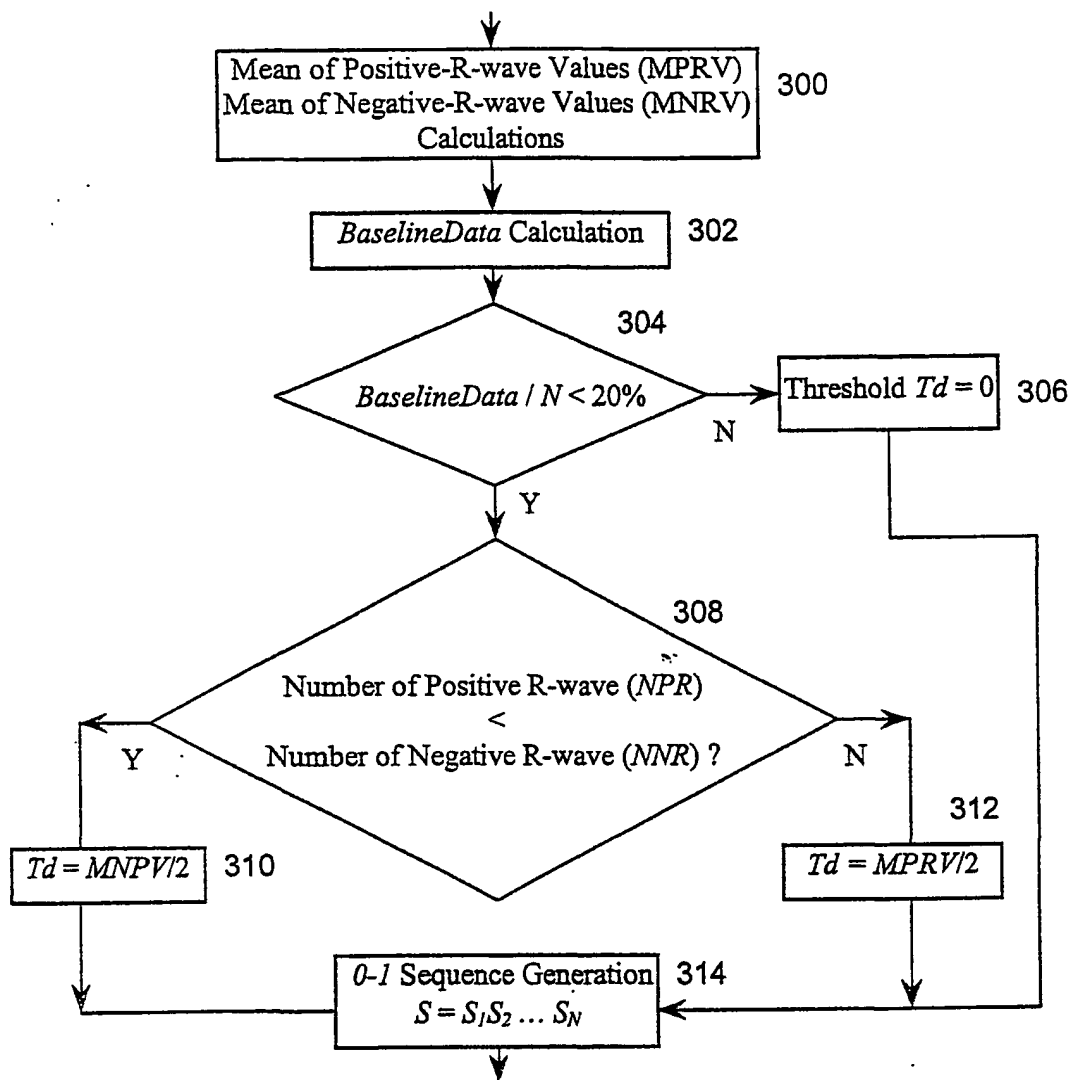 Mean of Positive-R-wave Values (MPRV)
Mean of Negative-R-wave Values (MNRV)
Calculations
300
BaselineData Calculation
302
304
BaselineData / N < 20%
N
Threshold Td = 0
306
Y
308
Number of Positive R-wave (NPR)
<
Number of Negative R-wave (NNR) ?
Y
N
312
Td = MNPV/2
310
Td = MPRV/2
0-1 Sequence Generation
S = S1S2 ... SN
314